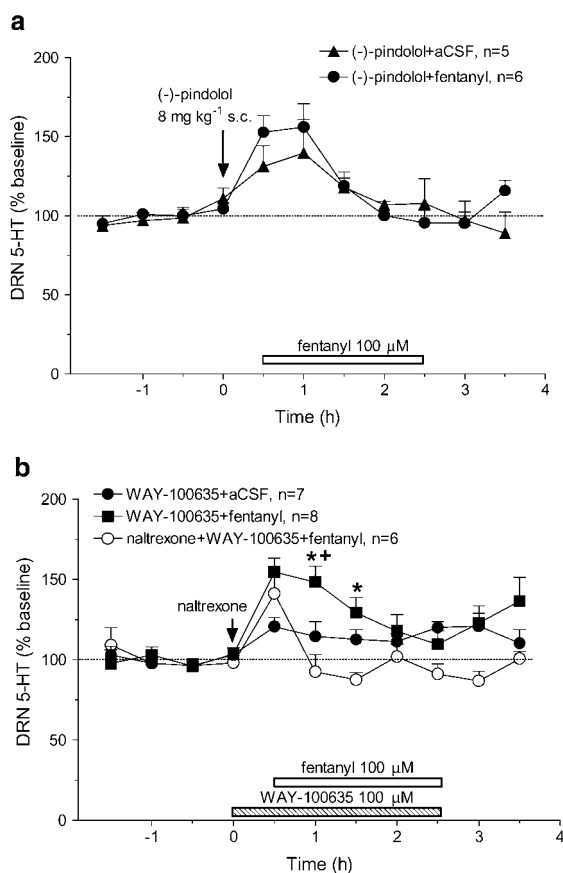 a
(-)-pindolol+aCSF, n=5
(-)-pindolol+fentanyl, n=6
200
150
100
50
0
DRN 5-HT (% baseline)
(-)-pindolol
8 mg kg-1 s.c.
fentanyl 100 µM
-1 0 1 2 3 4
Time (h)
b
WAY-100635+aCSF, n=7
WAY-100635+fentanyl, n=8
naltrexone+WAY-100635+fentanyl, n=6
200
150
100
50
0
DRN 5-HT (% baseline)
naltrexone
*+
*
fentanyl 100 µM
WAY-100635 100 µM
-1 0 1 2 3 4
Time (h)